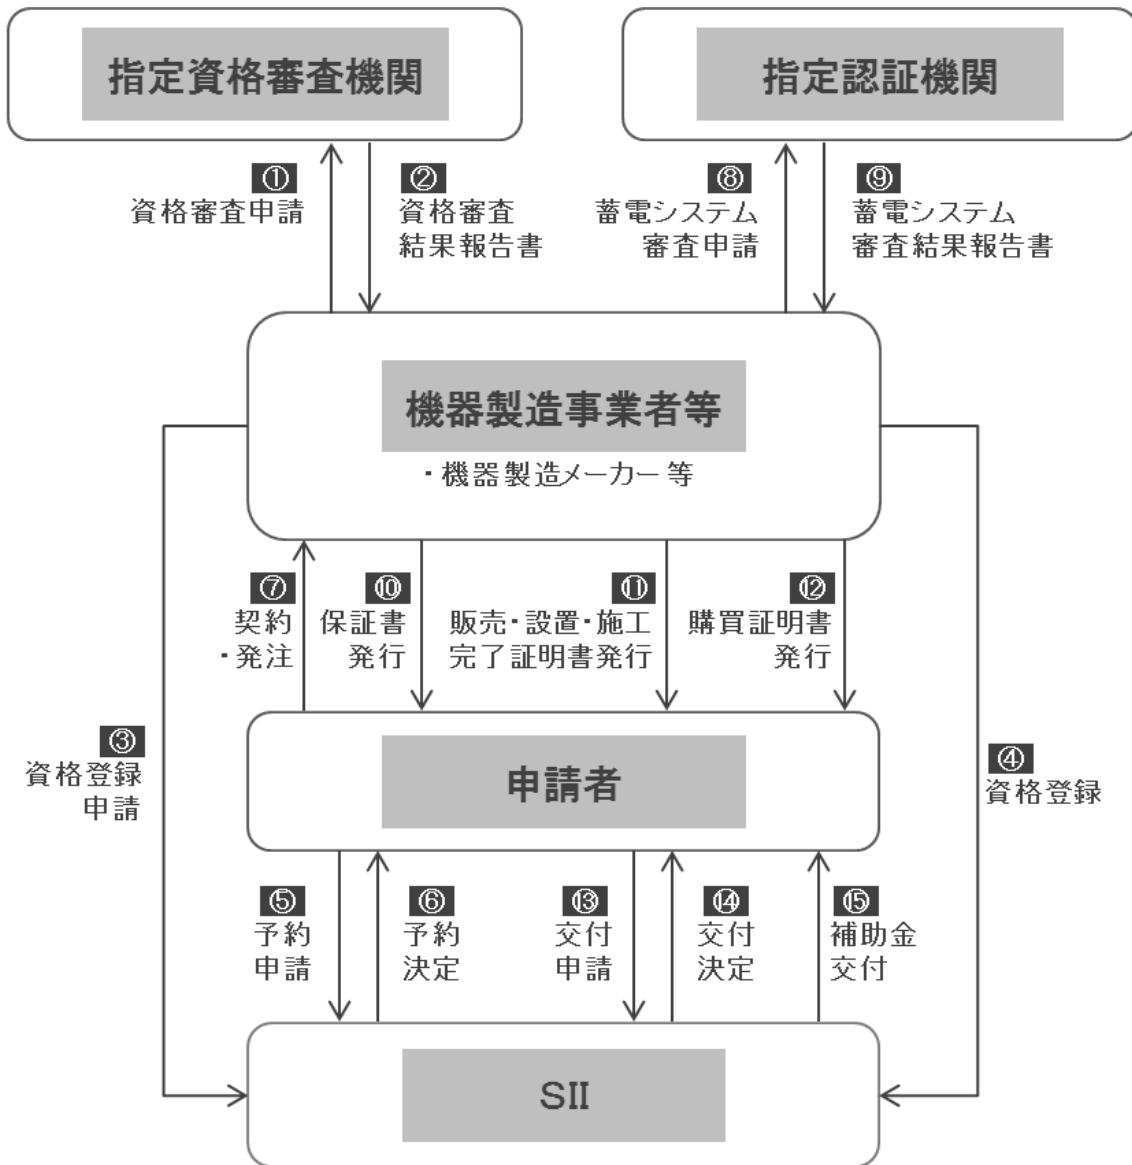 指定資格審査機関
指定認証機関
①
資格審査申請
②
資格審査
結果報告書
⑧
蓄電システム
審査申請
⑨
蓄電システム
審査結果報告書
機器製造事業者等
・機器製造メーカー等
⑦
契約
・発注
⑩
保証書
発行
⑪
販売・設置・施工
完了証明書発行
⑫
購買証明書
発行
③
資格登録
申請
④
資格登録
申請者
⑤
予約
申請
⑥
予約
決定
⑬
交付
申請
⑭
交付
決定
⑮
補助金
交付
SII